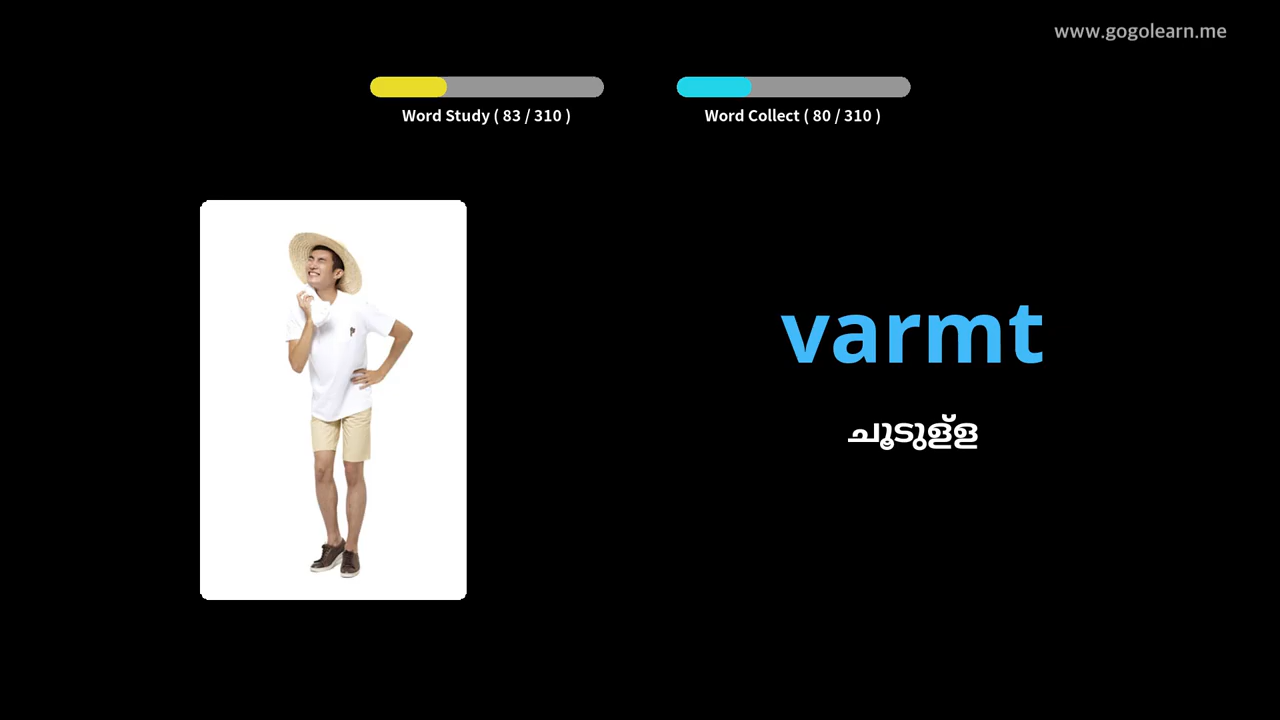 www.gogolearn.me
Word Study ( 83 / 310 )
Word Collect ( 80 / 310 )
varmt
ചൂടുള്ള